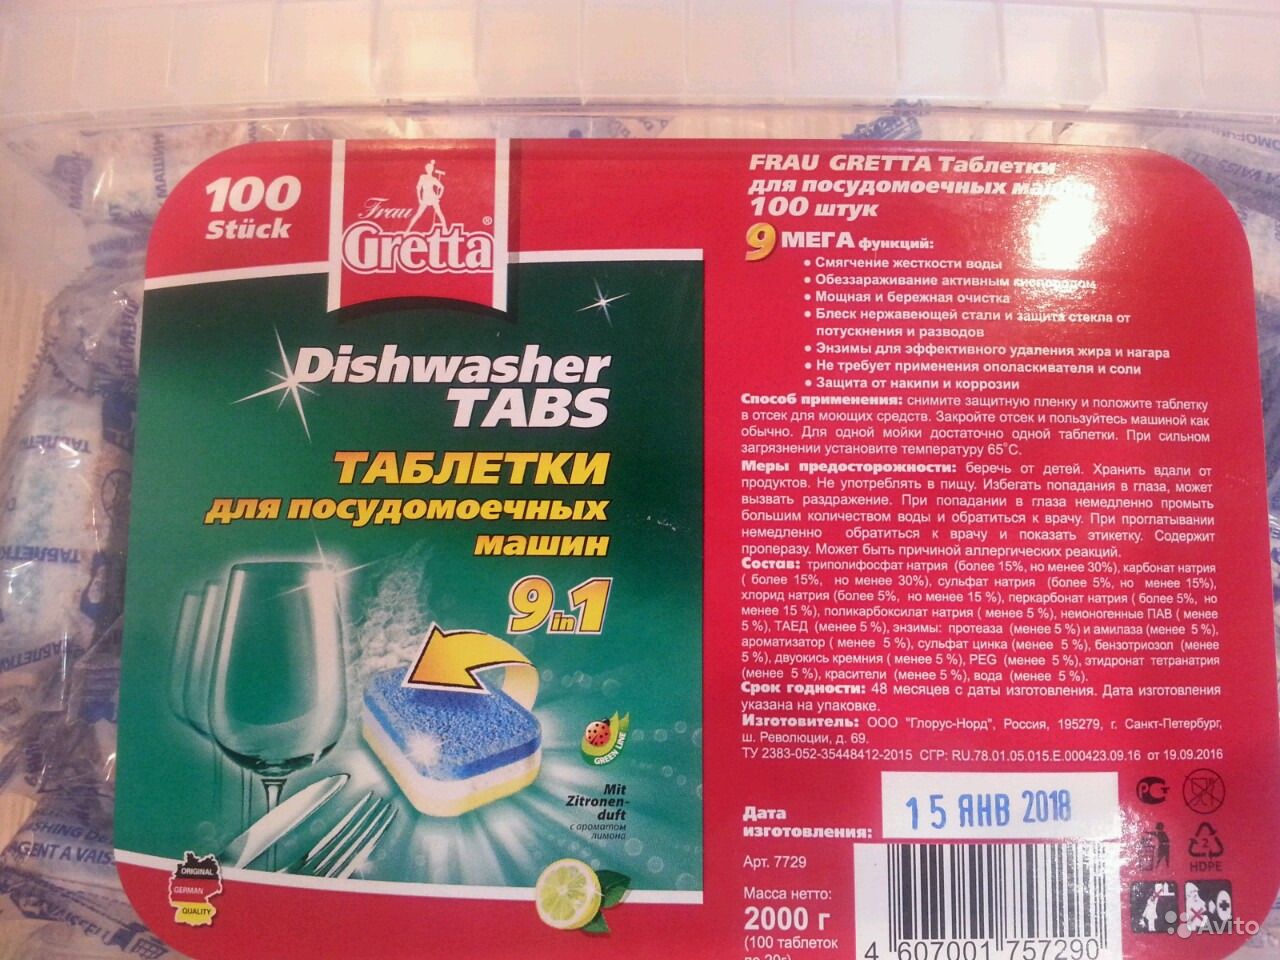 100
Stück
Frau
Gretta®
Dishwasher
TABS
ТАБЛЕТКИ
для посудомоечных
машин
9 in 1
GREEN LINE
Mit
Zitronen-
duft
с ароматом
лимона
ORIGINAL
GERMAN
QUALITY
FRAU GRETTA Таблетки
для посудомоечных машин
100 штук
9 МЕГА функций:
• Смягчение жесткости воды
• Обеззараживание активным кислородом
• Мощная и бережная очистка
• Блеск нержавеющей стали и защита стекла от
потускнения и разводов
• Энзимы для эффективного удаления жира и нагара
• Не требует применения ополаскивателя и соли
• Защита от накипи и коррозии
Способ применения: снимите защитную пленку и положите таблетку
в отсек для моющих средств. Закройте отсек и пользуйтесь машиной как
обычно. Для одной мойки достаточно одной таблетки. При сильном
загрязнении установите температуру 65°С.
Меры предосторожности: беречь от детей. Хранить вдали от
продуктов. Не употреблять в пищу. Избегать попадания в глаза, может
вызвать раздражение. При попадании в глаза немедленно промыть
большим количеством воды и обратиться к врачу. При проглатывании
немедленно обратиться к врачу и показать этикетку. Содержит
проперазу. Может быть причиной аллергических реакций.
Состав: триполифосфат натрия (более 15%, но менее 30%), карбонат натрия
( более 15%, но менее 30%), сульфат натрия (более 5%, но менее 15%),
хлорид натрия (более 5%, но менее 15 %), перкарбонат натрия ( более 5%, но
менее 15 %), поликарбоксилат натрия ( менее 5 %), неионогенные ПАВ ( менее
5 %), ТАЕД (менее 5 %), энзимы: протеаза (менее 5 %) и амилаза (менее 5 %),
ароматизатор ( менее 5 %), сульфат цинка (менее 5 %), бензотриозол (менее
5 %), двуокись кремния ( менее 5 %), PEG (менее 5 %), этидронат тетранатрия
(менее 5 %), красители (менее 5 %), вода (менее 5 %).
Срок годности: 48 месяцев с даты изготовления. Дата изготовления
указана на упаковке.
Изготовитель: ООО "Глорус-Норд", Россия, 195279, г. Санкт-Петербург,
ш. Революции, д. 69.
ТУ 2383-052-35448412-2015 СГР: RU.78.01.05.015.Е.000423.09.16 от 19.09.2016
Дата
изготовления:
15 ЯНВ 2018
Арт. 7729
Масса нетто:
2000 г
(100 таблеток
по 20г)
4 607001 757290
2
HDPE
Avito